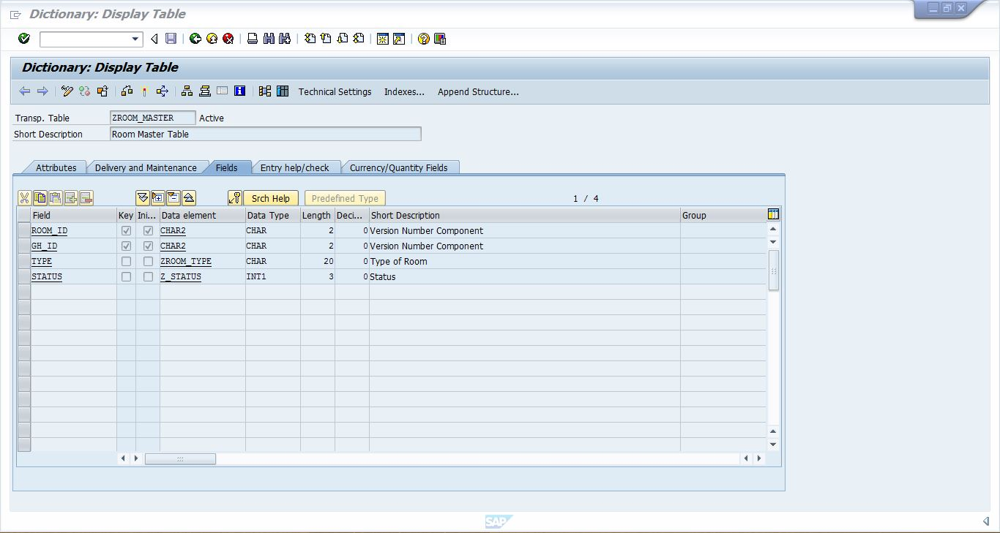 Dictionary: Display Table
Dictionary: Display Table
Technical Settings Indexes... Append Structure...
Transp. Table ZROOM_MASTER Active
Short Description Room Master Table
Attributes Delivery and Maintenance Fields Entry help/check Currency/Quantity Fields
Srch Help Predefined Type 1 / 4
Field Key Ini... Data element Data Type Length Deci... Short Description Group
ROOM_ID CHAR2 CHAR 2 0 Version Number Component
GH_ID CHAR2 CHAR 2 0 Version Number Component
TYPE ZROOM_TYPE CHAR 20 0 Type of Room
STATUS Z_STATUS INT1 3 0 Status
SAP